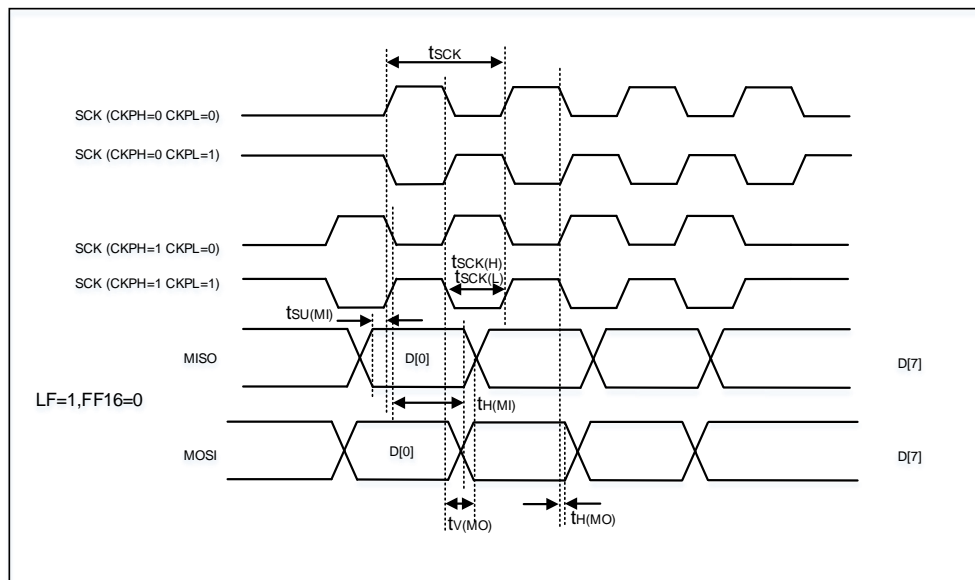 tSCK
SCK (CKPH=0 CKPL=0)
SCK (CKPH=0 CKPL=1)
SCK (CKPH=1 CKPL=0)
tSCK(H)
tSCK(L)
SCK (CKPH=1 CKPL=1)
tSU(MI)
MISO
D[0]
D[7]
LF=1,FF16=0
tH(MI)
MOSI
D[0]
D[7]
tV(MO)
tH(MO)